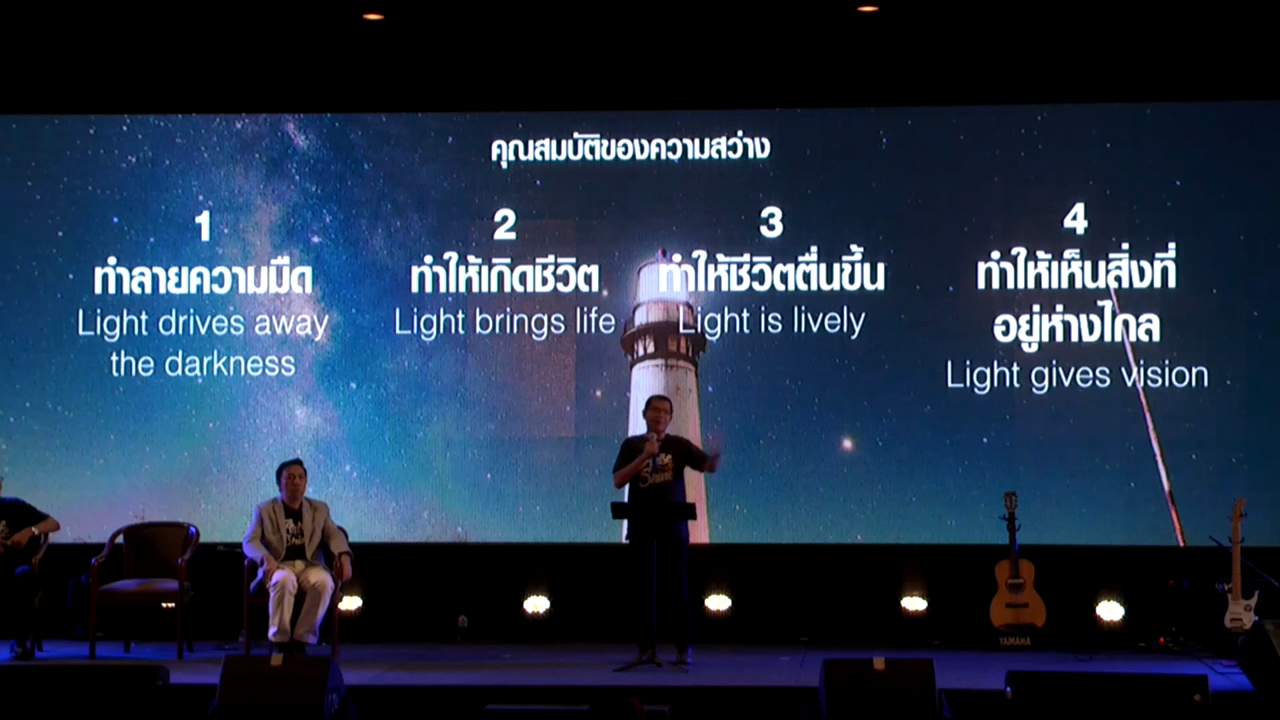 คุณสมบัติของความสว่าง
1
ทำลายความมืด
Light drives away
the darkness
2
ทำให้เกิดชีวิต
Light brings life
3
ทำให้ชีวิตตื่นขึ้น
Light is lively
4
ทำให้เห็นสิ่งที่
อยู่ห่างไกล
Light gives vision
YAMAHA